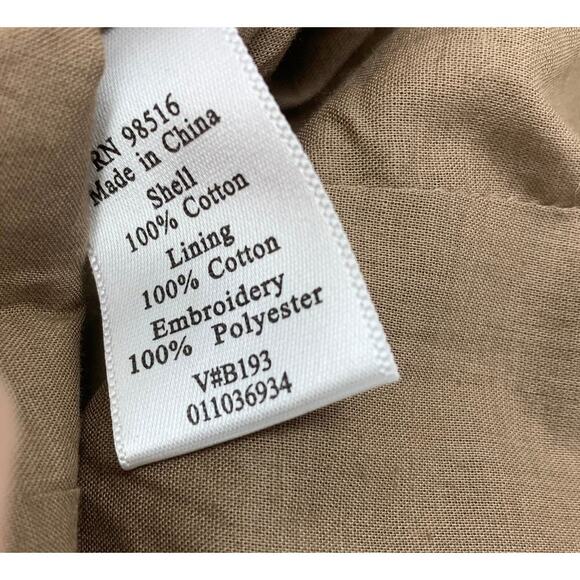 RN 98516
Made in China
Shell
100% Cotton
Lining
100% Cotton
Embroidery
100% Polyester
V#B193
011036934